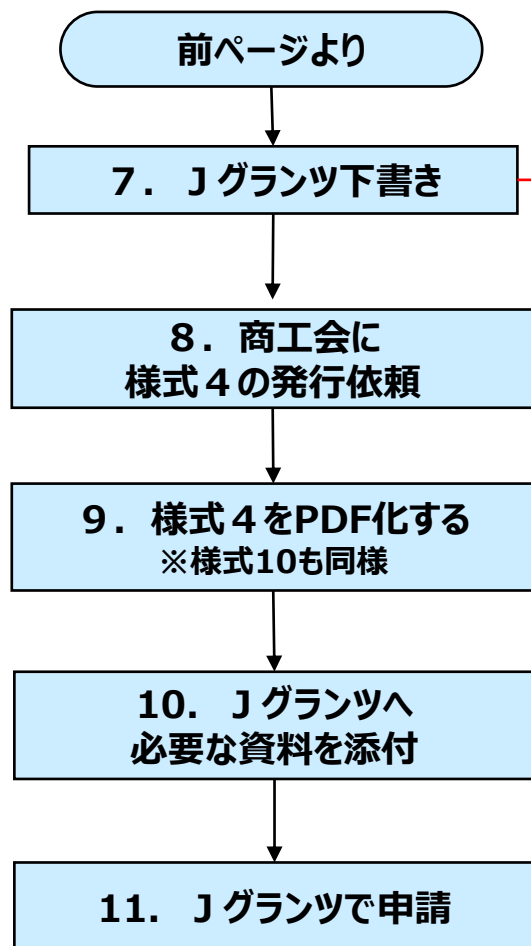 前ページより
７． Ｊグランツ下書き
８．商工会に
様式４の発行依頼
９．様式４をPDF化する
※様式10も同様
10． Ｊグランツへ
必要な資料を添付
11． Ｊグランツで申請